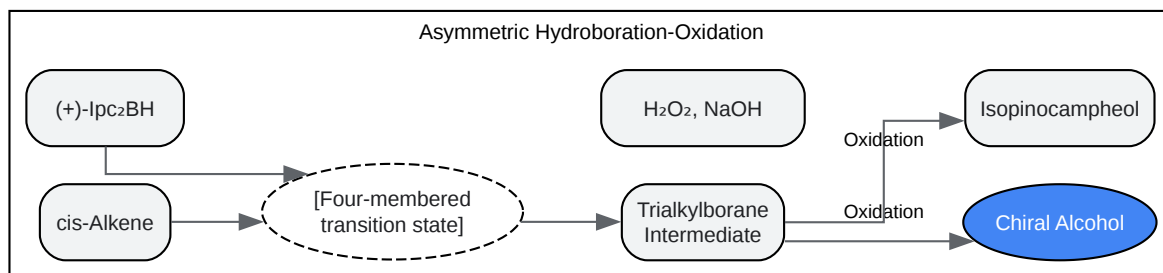 Asymmetric Hydroboration-Oxidation
(+)-Ipc₂BH
H₂O₂, NaOH
Isopinocampheol
Oxidation
cis-Alkene
[Four-membered
transition state]
Trialkylborane
Intermediate
Oxidation
Chiral Alcohol